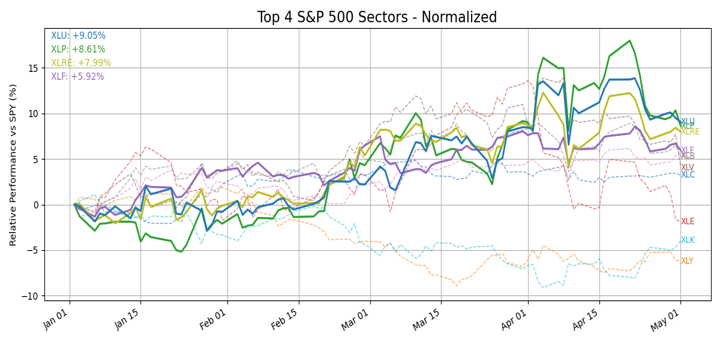 Top 4 S&P 500 Sectors - Normalized
XLU: +9.05%
XLP: +8.61%
XLRE: +7.99%
XLF: +5.92%
Relative Performance vs SPY (%)
15
10
5
0
−5
−10
XLU
XLP
XLRE
XLF
XLB
XLV
XLC
XLE
XLK
XLY
Jan 01
Jan 15
Feb 01
Feb 15
Mar 01
Mar 15
Apr 01
Apr 15
May 01